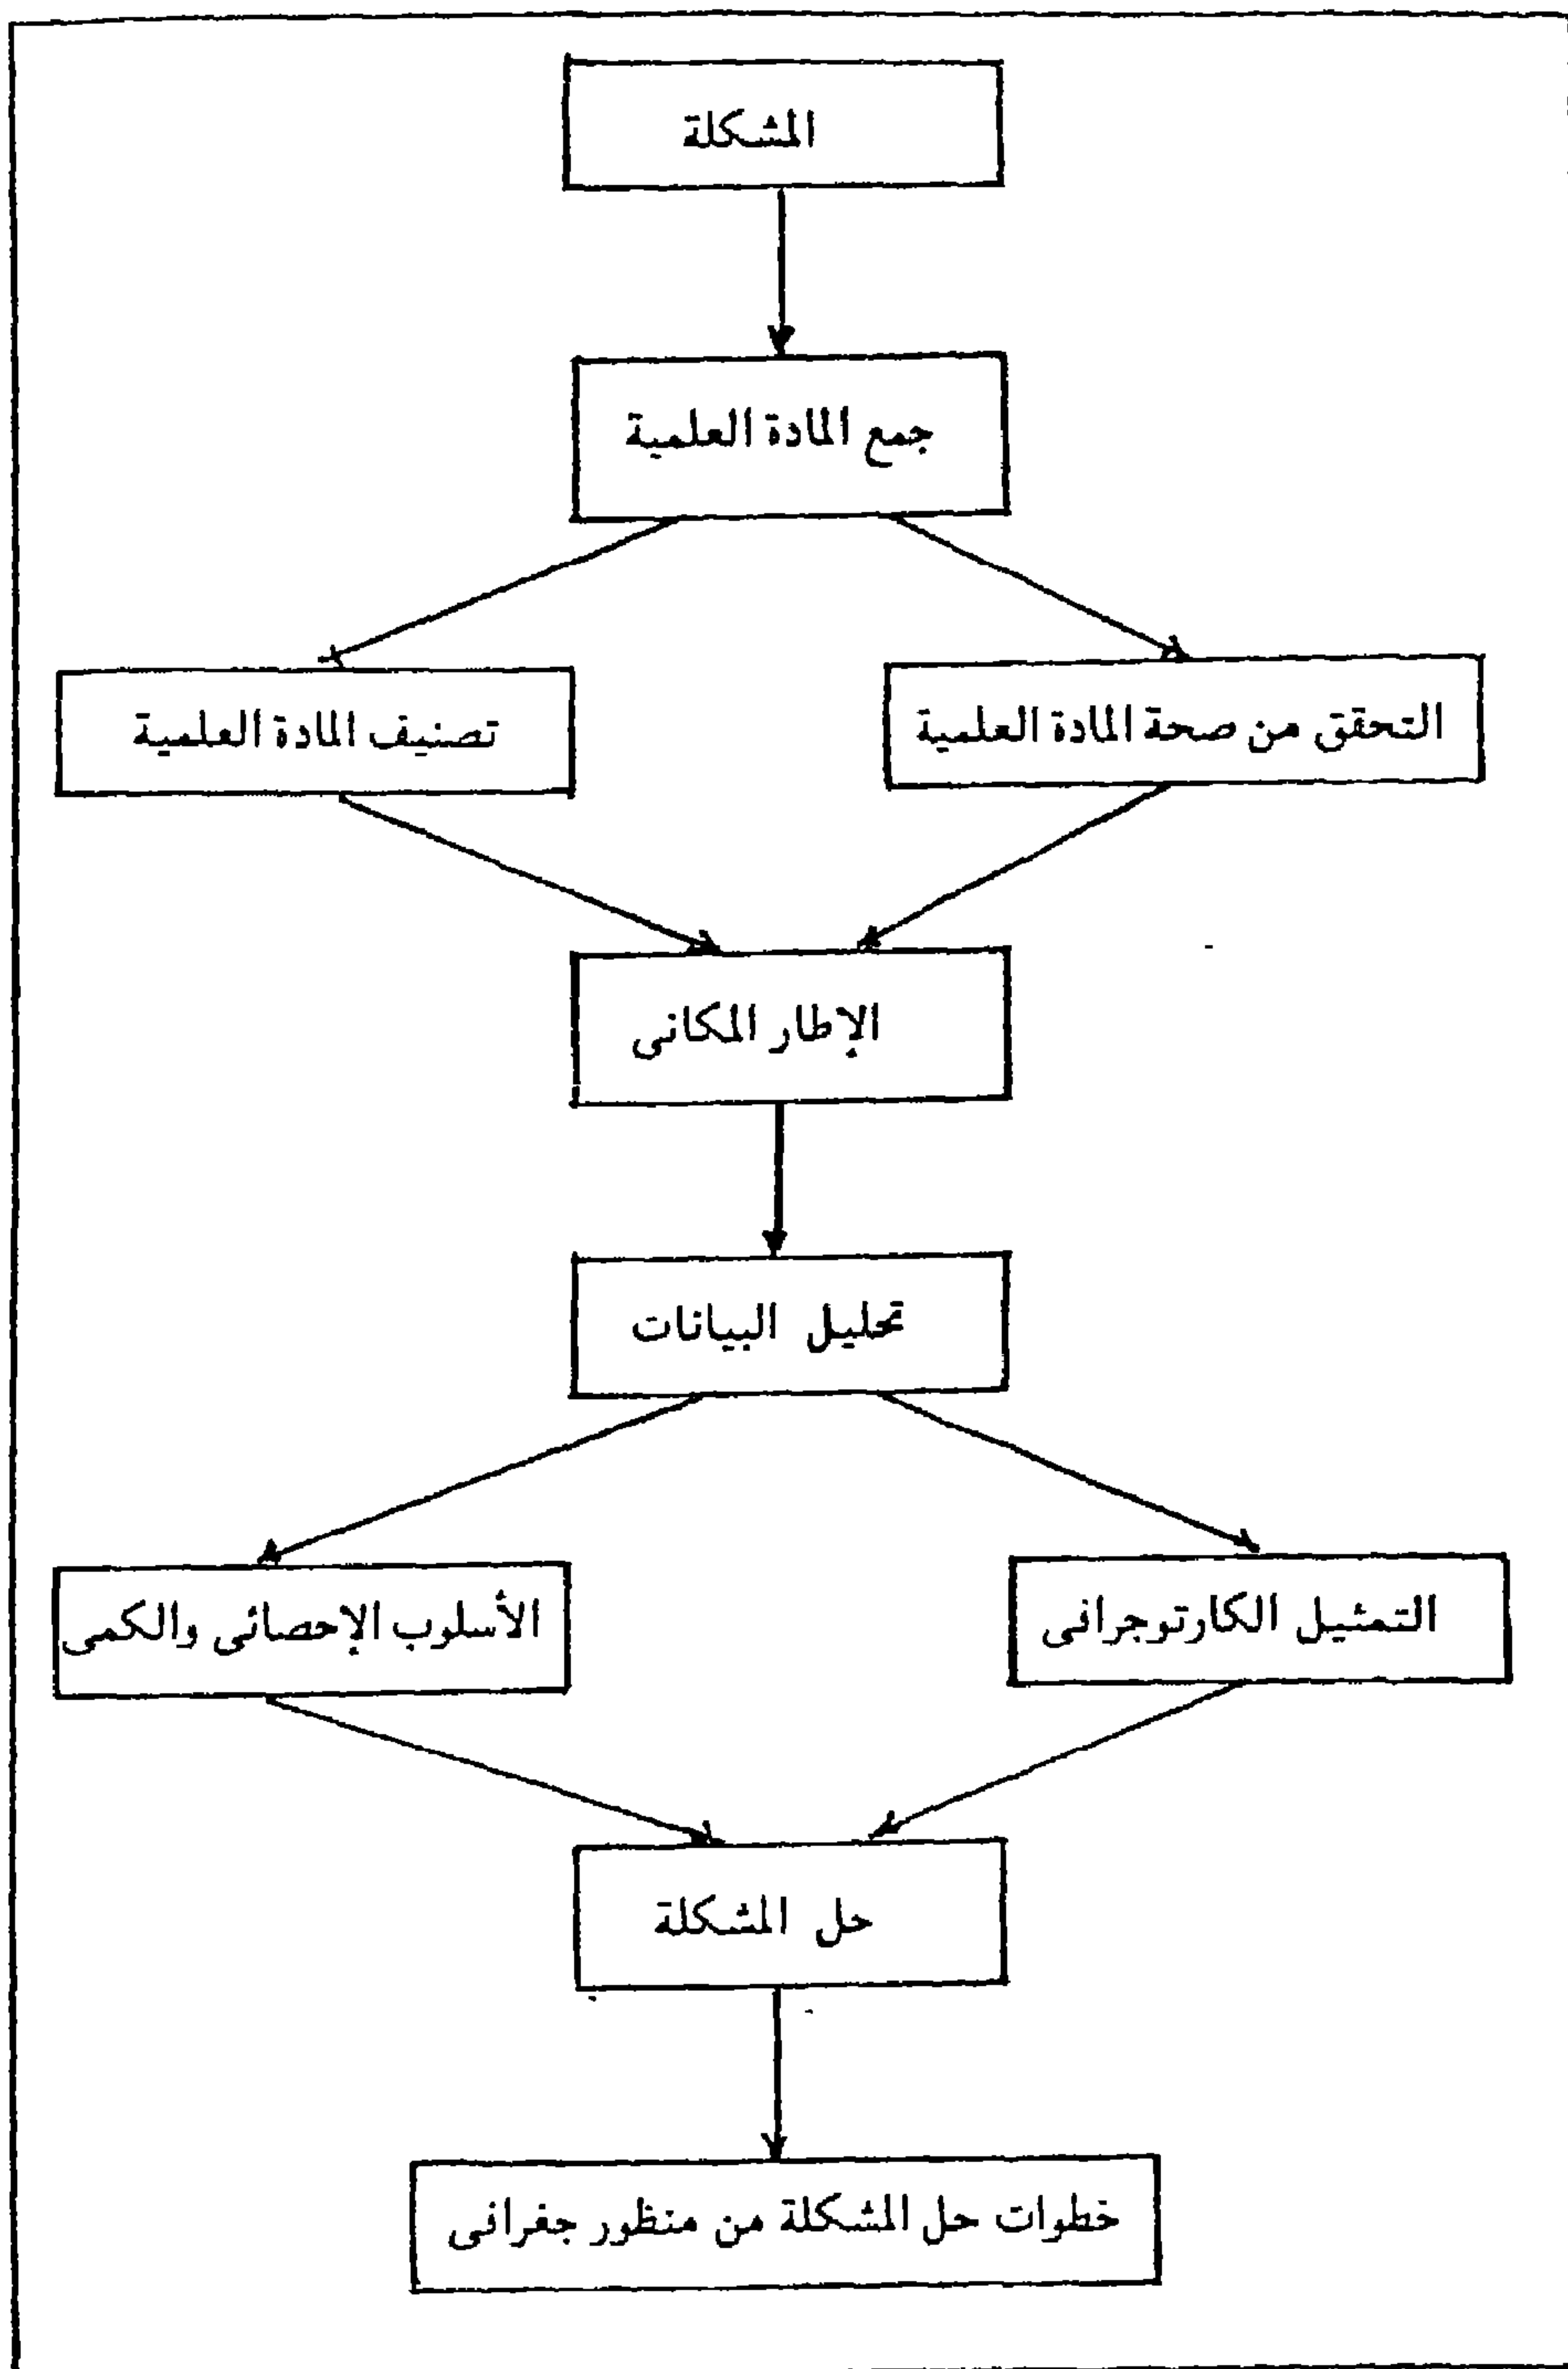 المشكلة
جمع المادة العلمية
التحقق من صحة المادة العلمية
تصنيف المادة العلمية
الإطار المكانى
تحليل البيانات
التمثيل الكارتوجرافى
الأسلوب الإحصائى والكمى
حل المشكلة
خطوات حل المشكلة من منظور جغرافى